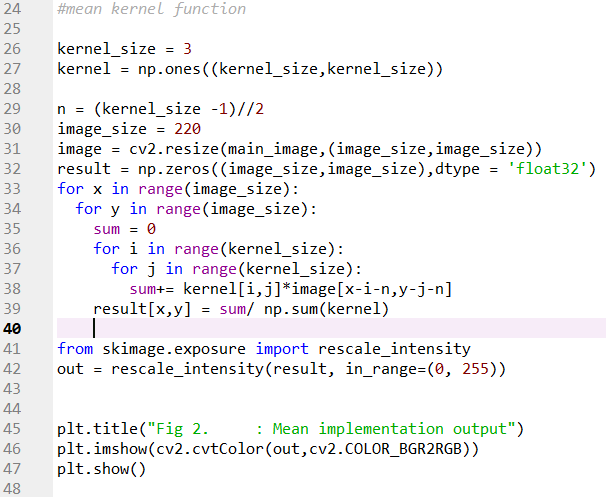 24 #mean kernel function
25
26 kernel_size = 3
27 kernel = np.ones((kernel_size,kernel_size))
28
29 n = (kernel_size -1)//2
30 image_size = 220
31 image = cv2.resize(main_image,(image_size,image_size))
32 result = np.zeros((image_size,image_size),dtype = 'float32')
33 for x in range(image_size):
34   for y in range(image_size):
35     sum = 0
36     for i in range(kernel_size):
37       for j in range(kernel_size):
38         sum+= kernel[i,j]*image[x-i-n,y-j-n]
39     result[x,y] = sum/ np.sum(kernel)
40
41 from skimage.exposure import rescale_intensity
42 out = rescale_intensity(result, in_range=(0, 255))
43
44
45 plt.title("Fig 2.     : Mean implementation output")
46 plt.imshow(cv2.cvtColor(out,cv2.COLOR_BGR2RGB))
47 plt.show()
48